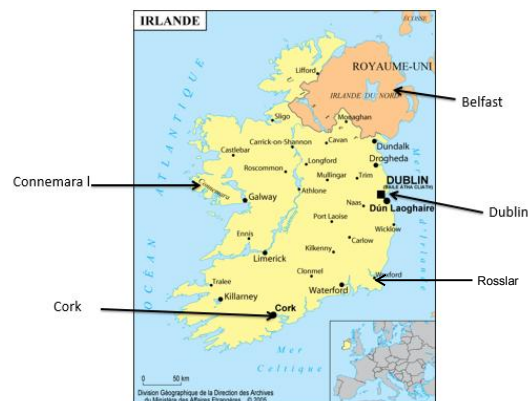 IRLANDE
ÉCOSSE
ROYAUME-UNI
IRLANDE DU NORD
Belfast
Lifford
Sligo
Monaghan
Castlebar
Carrick-on-Shannon
Cavan
Dundalk
Drogheda
Roscommon
Longford
Mullingar
Trim
Connemara l
Connemara
Galway
Athlone
DUBLIN
(BAILE ÁTHA CLIATH)
Dublin
Dún Laoghaire
Naas
Port Laoise
Wicklow
Ennis
Carlow
Limerick
Kilkenny
Clonmel
Wexford
Rosslar
Tralee
Killarney
Waterford
Cork
Cork
OCÉAN ATLANTIQUE
Mer
Celtique
0 50 km
Division Géographique de la Direction des Archives
du Ministère des Affaires Etrangères © 2005